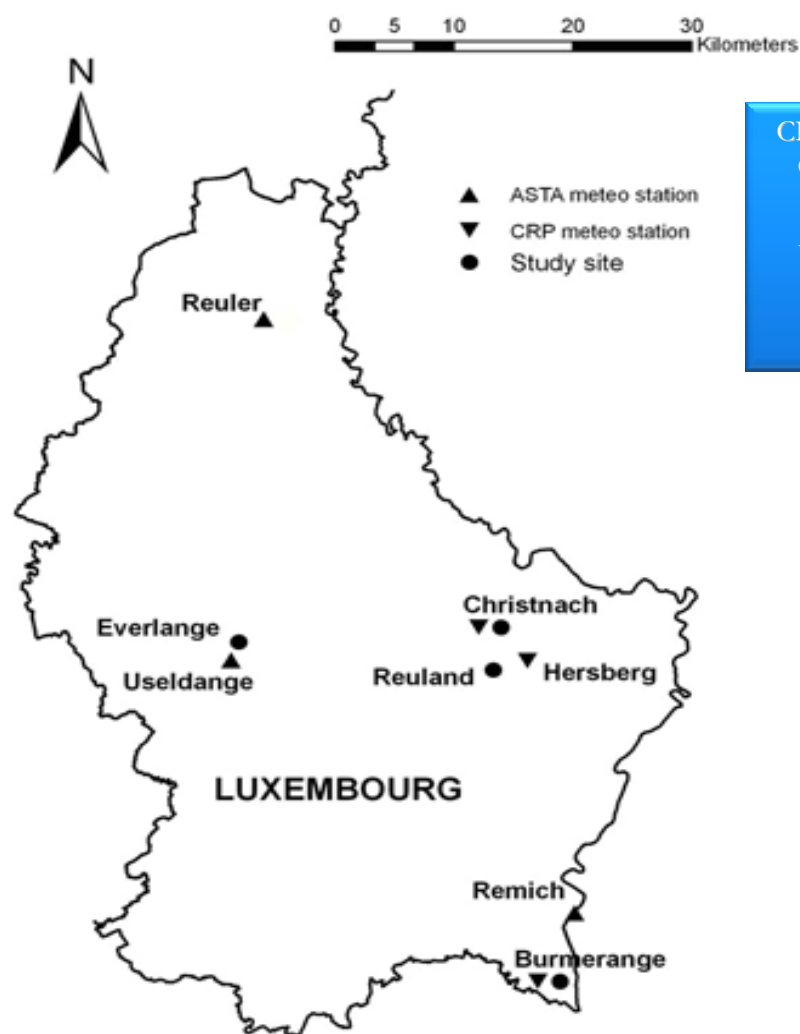 0 5 10 20 30
Kilometers
N
ASTA meteo station
CRP meteo station
Study site
Reuler
Christnach
Everlange
Useldange
Reuland
Hersberg
LUXEMBOURG
Remich
Burmerange